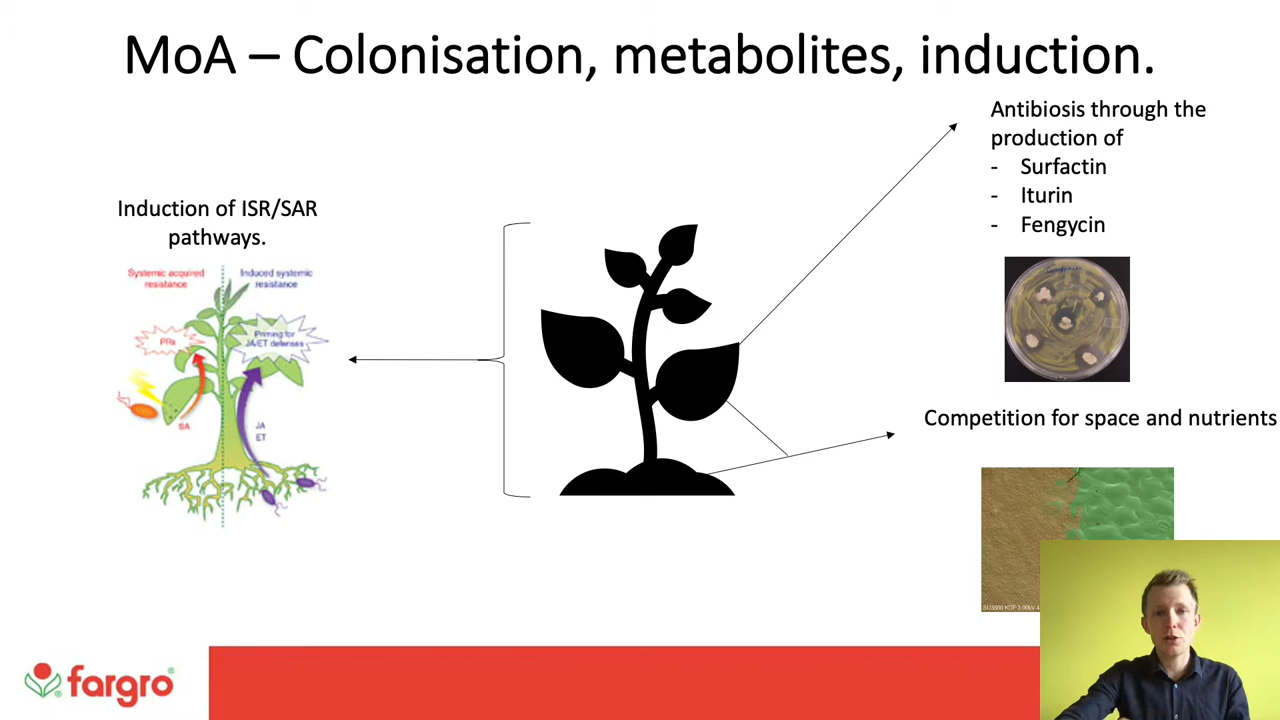 MoA – Colonisation, metabolites, induction.
Antibiosis through the
production of
- Surfactin
- Iturin
- Fengycin
Induction of ISR/SAR
pathways.
Systemic acquired
resistance
Induced systemic
resistance
PRs
Priming for
JA/ET defenses
SA
JA
ET
Competition for space and nutrients
fargro